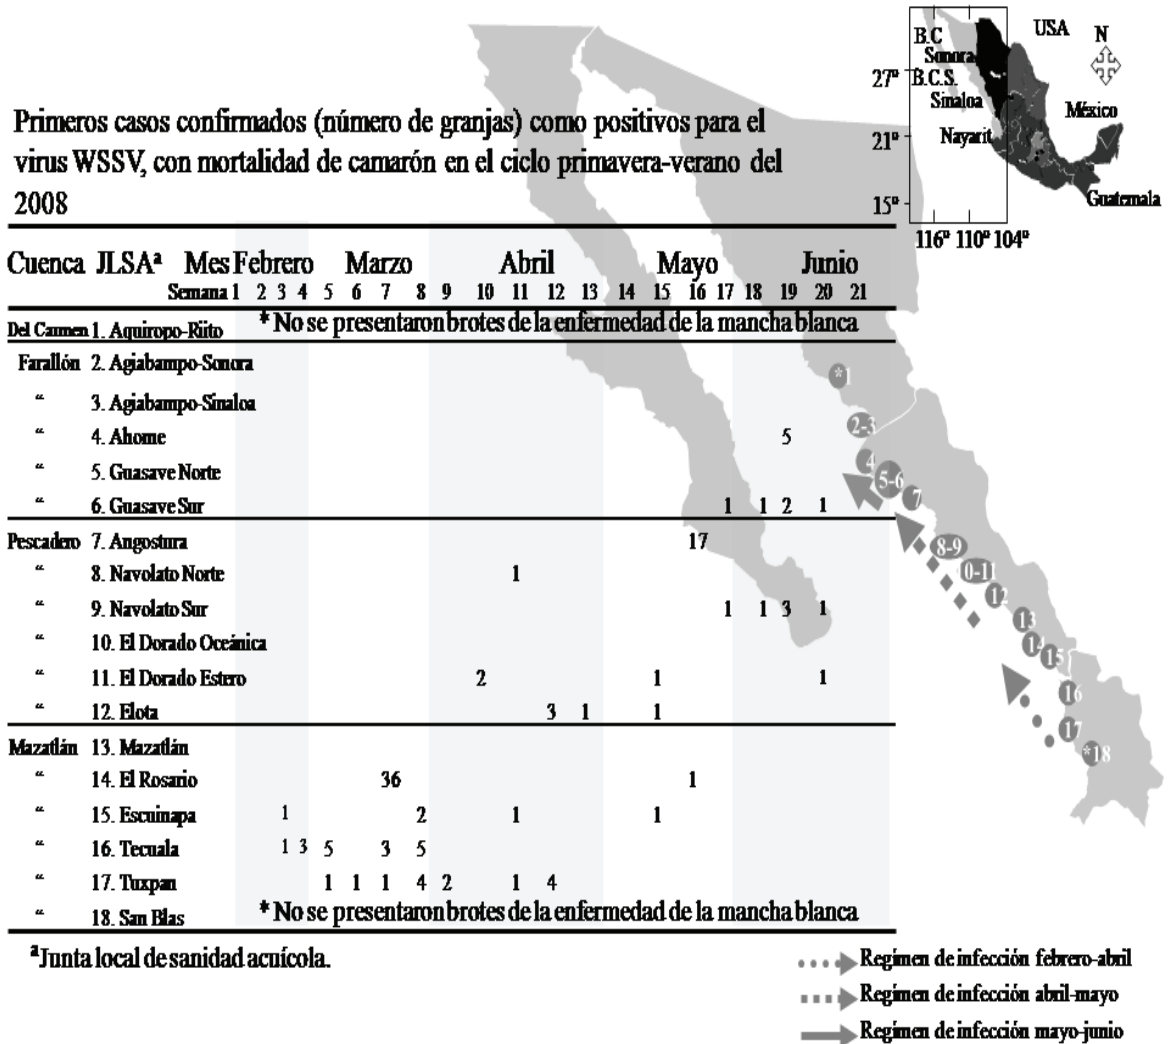 B.C
Sonora
B.C.S.
Sinaloa
Nayarit
USA
N
México
Guatemala
27º
21º
15º
116º 110º 104º
Primeros casos confirmados (número de granjas) como positivos para el
virus WSSV, con mortalidad de camarón en el ciclo primavera-verano del
2008
Cuenca JLSAª Mes Febrero Marzo Abril Mayo Junio
Semana 1 2 3 4 5 6 7 8 9 10 11 12 13 14 15 16 17 18 19 20 21
Del Carmen 1. Aquiropo-Riito * No se presentaron brotes de la enfermedad de la mancha blanca
Farallón 2. Agiabampo-Sonora
“ 3. Agiabampo-Sinaloa
“ 4. Ahome 5
“ 5. Guasave Norte
“ 6. Guasave Sur 1 1 2 1
Pescadero 7. Angostura 17
“ 8. Navolato Norte 1
“ 9. Navolato Sur 1 1 3 1
“ 10. El Dorado Oceánica
“ 11. El Dorado Estero 2 1 1
“ 12. Elota 3 1 1
Mazatlán 13. Mazatlán
“ 14. El Rosario 36 1
“ 15. Escuinapa 1 2 1 1
“ 16. Tecuala 1 3 5 3 5
“ 17. Tuxpan 1 1 1 4 2 1 4
“ 18. San Blas * No se presentaron brotes de la enfermedad de la mancha blanca
ªJunta local de sanidad acuícola.
*1
2-3
4
5-6
7
8-9
0-11
12
13
14
15
16
17
*18
Regímen de infección febrero-abril
Regímen de infección abril-mayo
Regímen de infección mayo-junio